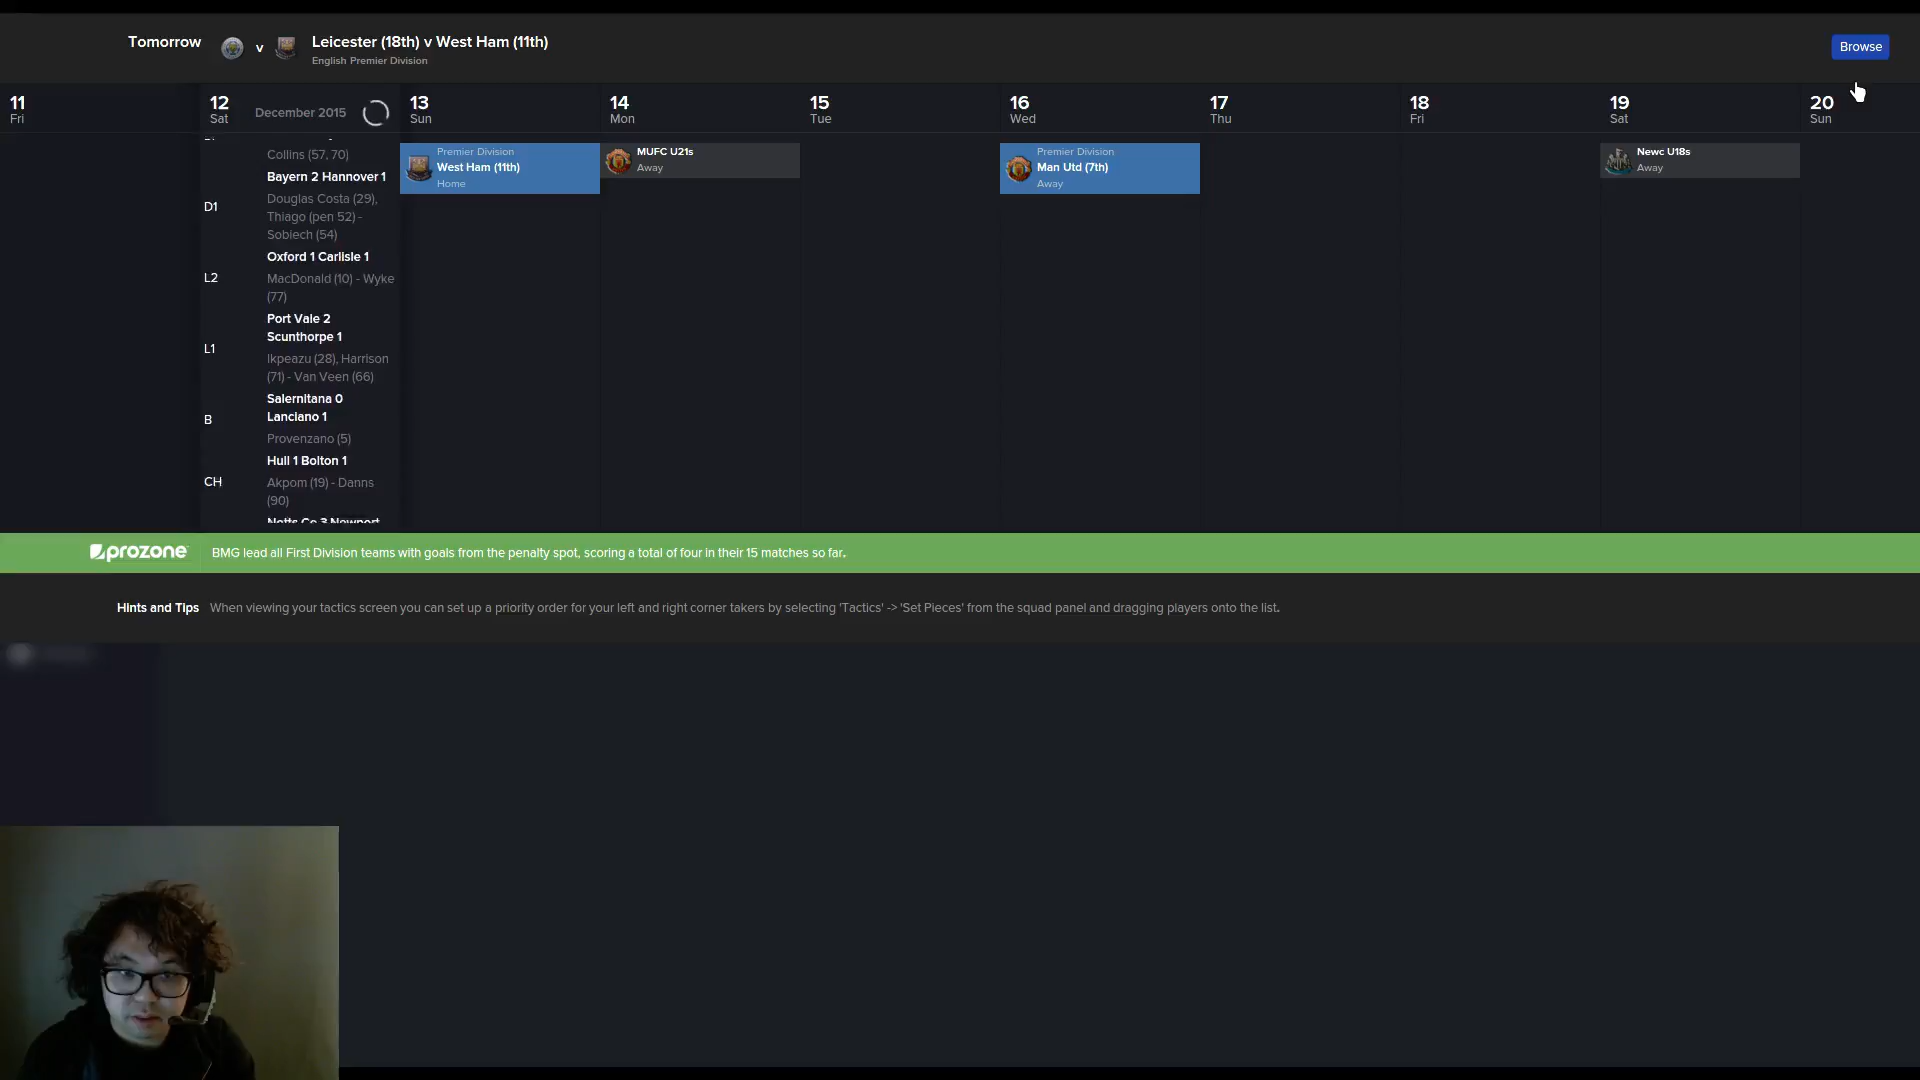 Tomorrow
v
Leicester (18th) v West Ham (11th)
English Premier Division
Browse
11
Fri
12
Sat
December 2015
13
Sun
14
Mon
15
Tue
16
Wed
17
Thu
18
Fri
19
Sat
20
Sun
Collins (57, 70)
Bayern 2 Hannover 1
D1
Douglas Costa (29),
Thiago (pen 52) -
Sobiech (54)
Oxford 1 Carlisle 1
L2
MacDonald (10) - Wyke
(77)
Port Vale 2
Scunthorpe 1
L1
Ikpeazu (28), Harrison
(71) - Van Veen (66)
Salernitana 0
Lanciano 1
B
Provenzano (5)
Hull 1 Bolton 1
CH
Akpom (19) - Danns
(90)
Notts Co 3 Newport
Premier Division
West Ham (11th)
Home
MUFC U21s
Away
Premier Division
Man Utd (7th)
Away
Newc U18s
Away
prozone
BMG lead all First Division teams with goals from the penalty spot, scoring a total of four in their 15 matches so far.
Hints and Tips
When viewing your tactics screen you can set up a priority order for your left and right corner takers by selecting 'Tactics' -> 'Set Pieces' from the squad panel and dragging players onto the list.